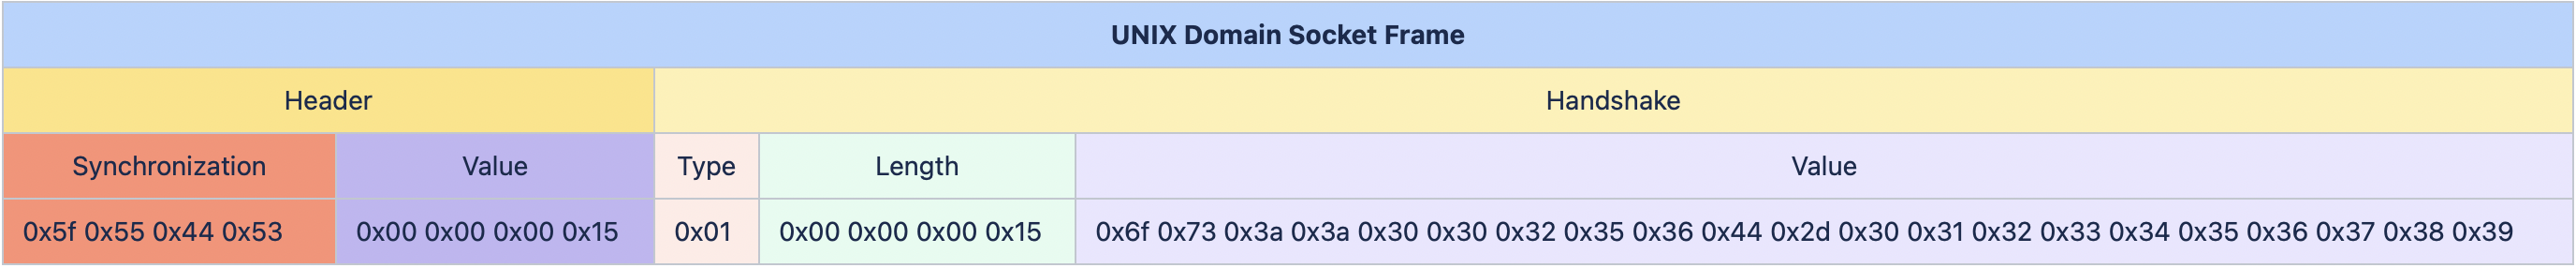 UNIX Domain Socket Frame
Header Handshake
Synchronization Value Type Length Value
0x5f 0x55 0x44 0x53 0x00 0x00 0x00 0x15 0x01 0x00 0x00 0x00 0x15 0x6f 0x73 0x3a 0x3a 0x30 0x30 0x32 0x35 0x36 0x44 0x2d 0x30 0x31 0x32 0x33 0x34 0x35 0x36 0x37 0x38 0x39